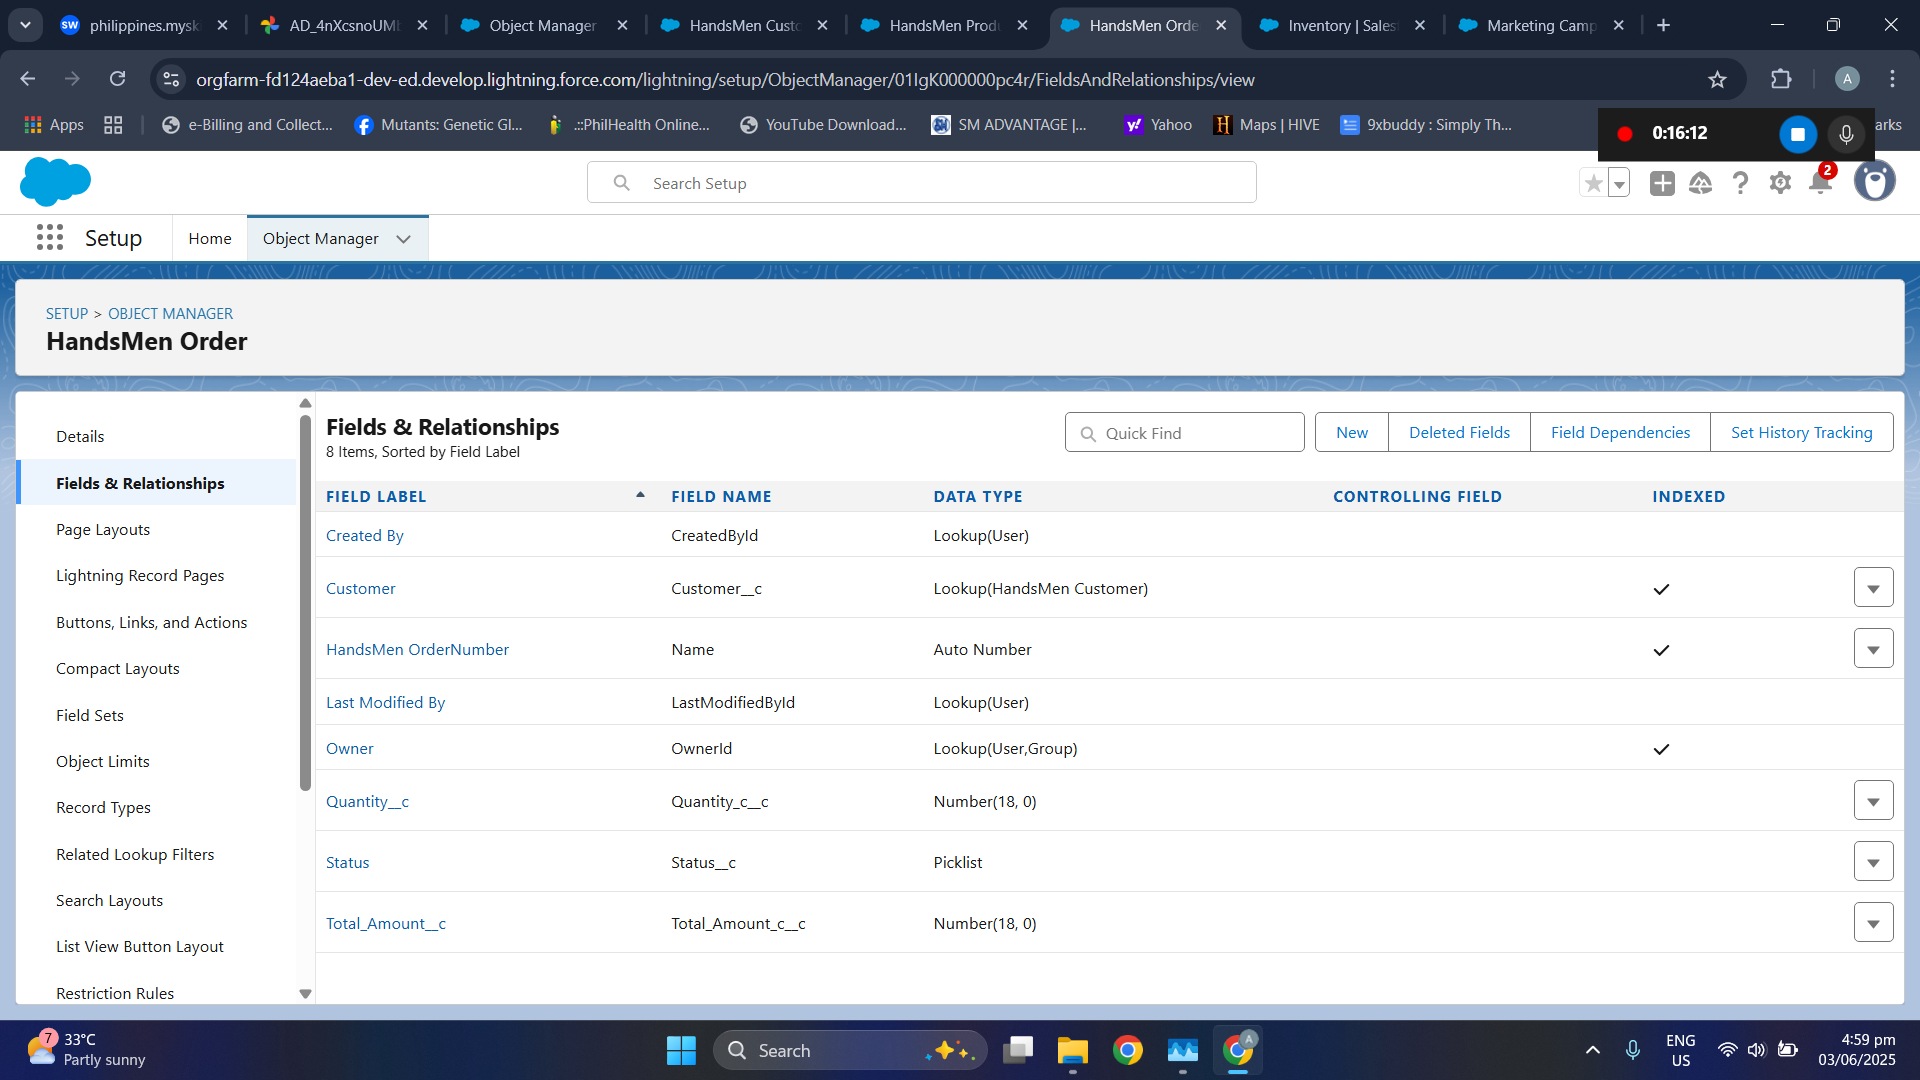 philippines.mysk
AD_4nXcsnoUM
Object Manager
HandsMen Custo
HandsMen Produ
HandsMen Orde
Inventory | Sales
Marketing Camp
orgfarm-fd124aeba1-dev-ed.develop.lightning.force.com/lightning/setup/ObjectManager/01IgK000000pc4r/FieldsAndRelationships/view
A
Apps
e-Billing and Collect...
Mutants: Genetic Gl...
.::PhilHealth Online...
YouTube Download...
SM ADVANTAGE |...
Yahoo
Maps | HIVE
9xbuddy : Simply Th...
0:16:12
arks
Search Setup
2
Setup
Home
Object Manager
SETUP > OBJECT MANAGER
HandsMen Order
Details
Fields & Relationships
Page Layouts
Lightning Record Pages
Buttons, Links, and Actions
Compact Layouts
Field Sets
Object Limits
Record Types
Related Lookup Filters
Search Layouts
List View Button Layout
Restriction Rules
Fields & Relationships
8 Items, Sorted by Field Label
Quick Find
New
Deleted Fields
Field Dependencies
Set History Tracking
FIELD LABEL FIELD NAME DATA TYPE CONTROLLING FIELD INDEXED
Created By CreatedById Lookup(User)
Customer Customer__c Lookup(HandsMen Customer)
HandsMen OrderNumber Name Auto Number
Last Modified By LastModifiedById Lookup(User)
Owner OwnerId Lookup(User,Group)
Quantity__c Quantity_c__c Number(18, 0)
Status Status__c Picklist
Total_Amount__c Total_Amount_c__c Number(18, 0)
7
33°C
Partly sunny
Search
A
ENG
US
4:59 pm
03/06/2025